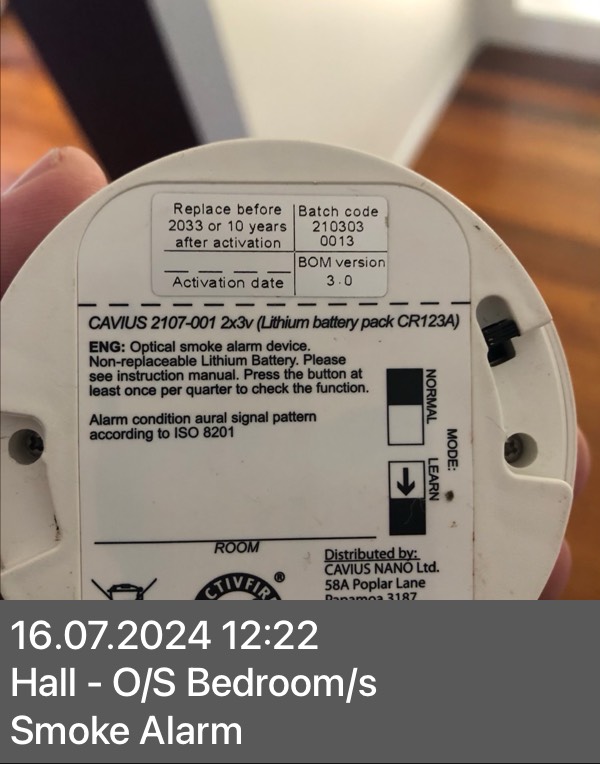 Replace before
2033 or 10 years
after activation
Activation date
Batch code
210303
0013
BOM version
3.0
CAVIUS 2107-001 2x3v (Lithium battery pack CR123A)
ENG: Optical smoke alarm device.
Non-replaceable Lithium Battery. Please
see instruction manual. Press the button at
least once per quarter to check the function.
Alarm condition aural signal pattern
according to ISO 8201
NORMAL
MODE:
LEARN
ROOM
Distributed by:
CAVIUS NANO Ltd.
58A Poplar Lane
Papamoa 3187
®
16.07.2024 12:22
Hall - O/S Bedroom/s
Smoke Alarm